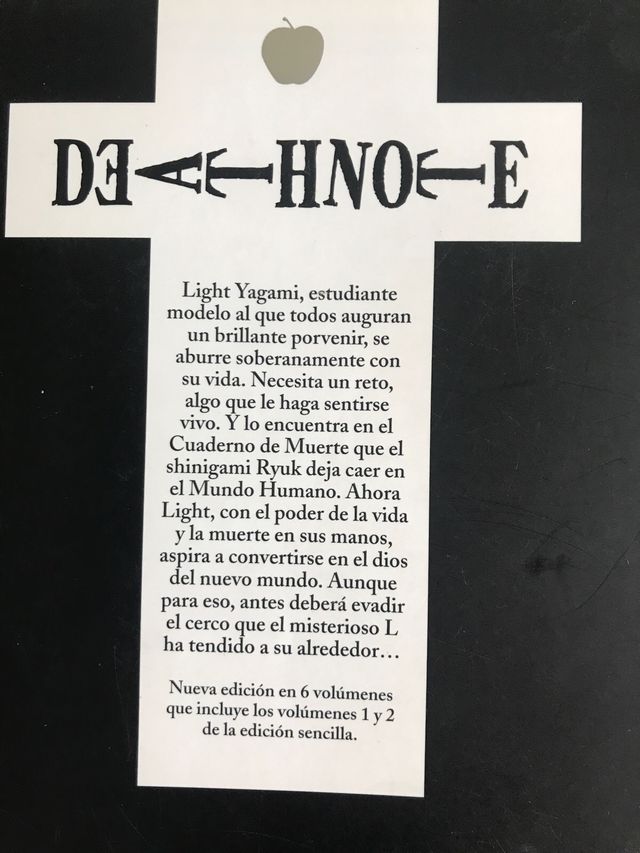 DEATH NOTE
Light Yagami, estudiante
modelo al que todos auguran
un brillante porvenir, se
aburre soberanamente con
su vida. Necesita un reto,
algo que le haga sentirse
vivo. Y lo encuentra en el
Cuaderno de Muerte que el
shinigami Ryuk deja caer en
el Mundo Humano. Ahora
Light, con el poder de la vida
y la muerte en sus manos,
aspira a convertirse en el dios
del nuevo mundo. Aunque
para eso, antes deberá evadir
el cerco que el misterioso L
ha tendido a su alrededor…
Nueva edición en 6 volúmenes
que incluye los volúmenes 1 y 2
de la edición sencilla.